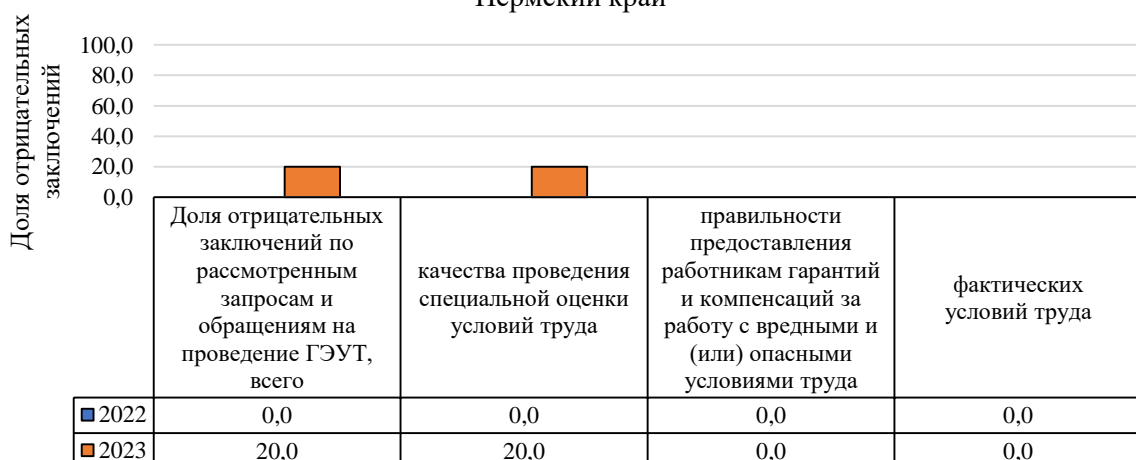 Пермский край
Доля отрицательных
заключений
100,0
80,0
60,0
40,0
20,0
0,0
Доля отрицательных
заключений по
рассмотренным
запросам и
обращениям на
проведение ГЭУТ,
всего
качества проведения
специальной оценки
условий труда
правильности
предоставления
работникам гарантий
и компенсаций за
работу с вредными и
(или) опасными
условиями труда
фактических
условий труда
2022 0,0 0,0 0,0 0,0
2023 20,0 20,0 0,0 0,0